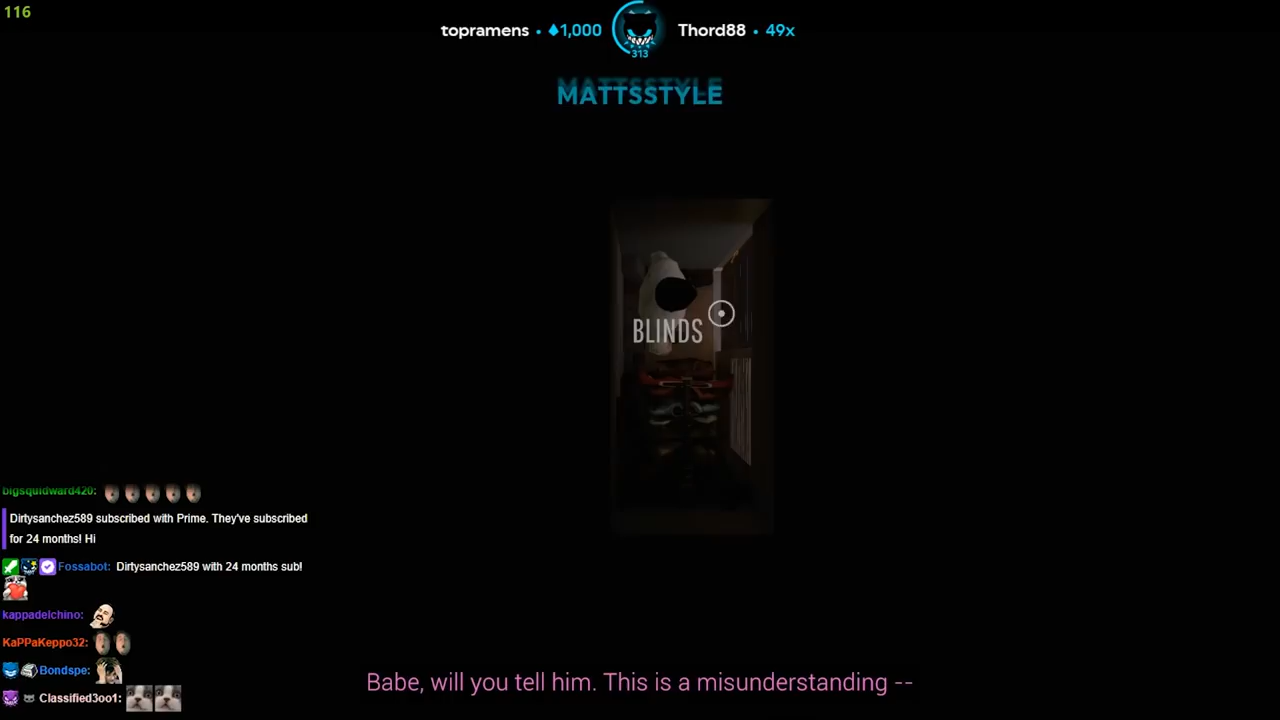 116
topramens • 1,000
313
Thord88 • 49x
MATTSSTYLE
BLINDS
bigsquidward420:
Dirtysanchez589 subscribed with Prime. They've subscribed
for 24 months! Hi
Fossabot: Dirtysanchez589 with 24 months sub!
kappadelchino:
KaPPaKeppo32:
Bondspe:
Classified3oo1:
Babe, will you tell him. This is a misunderstanding --